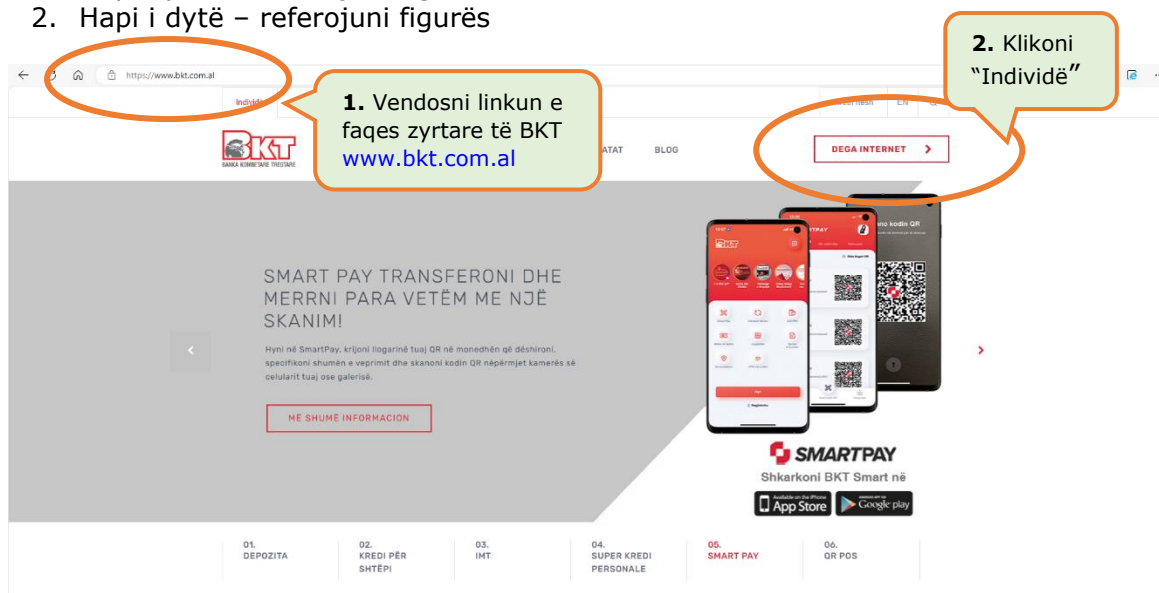 2. Hapi i dytë – referojuni figurës
2. Klikoni
“Individë”
https://www.bkt.com.al
1. Vendosni linkun e
faqes zyrtare të BKT
www.bkt.com.al
EN
BKT
BANKA KOMBETARE TREGTARE
BLOG
DEGA INTERNET
SMART PAY TRANSFERONI DHE
MERRNI PARA VETËM ME NJË
SKANIM!
Hyni në SmartPay, krijoni llogarinë tuaj QR në monedhën që dëshironi,
specifikoni shumën e veprimit dhe skanoni kodin QR nëpërmjet kamerës së
celularit tuaj ose galerisë.
MË SHUMË INFORMACION
BKT
SMARTPAY
Shkarkoni BKT Smart në
Available on the iPhone
App Store
Google play
01.
DEPOZITA
02.
KREDI PËR
SHTËPI
03.
IMT
04.
SUPER KREDI
PERSONALE
05.
SMART PAY
06.
QR POS